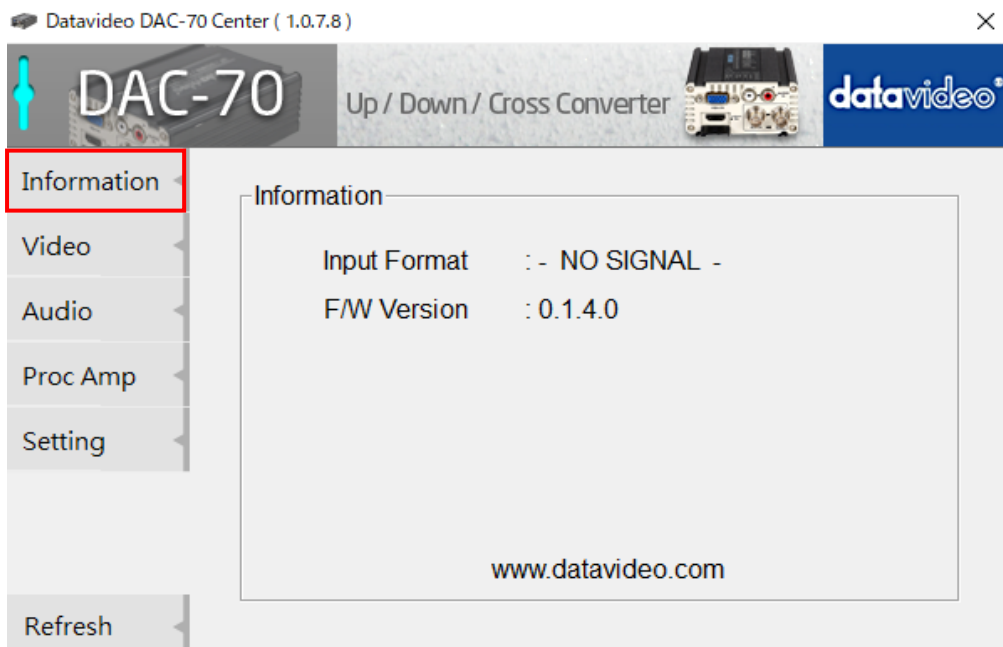 Datavideo DAC-70 Center ( 1.0.7.8 )
DAC-70
Up / Down / Cross Converter
datavideo®
Information
Video
Audio
Proc Amp
Setting
Refresh
Information
Input Format : - NO SIGNAL -
F/W Version : 0.1.4.0
www.datavideo.com